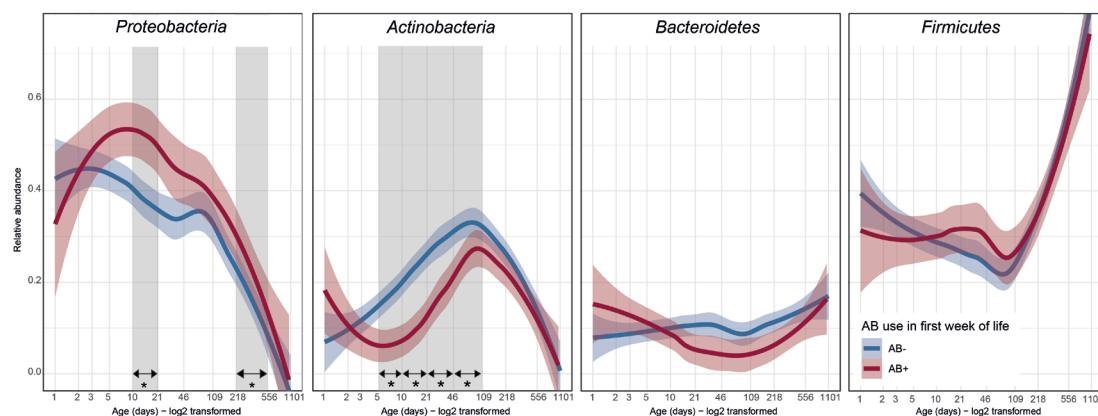 Proteobacteria
Actinobacteria
Bacteroidetes
Firmicutes
Relative abundance
0.6
0.4
0.2
0.0
* *
* * * *
AB use in first week of life
AB-
AB+
1 2 3 5 10 21 46 109 218 556 1101
1 2 3 5 10 21 46 109 218 556 1101
1 2 3 5 10 21 46 109 218 556 1101
1 2 3 5 10 21 46 109 218 556 1101
Age (days) − log2 transformed
Age (days) − log2 transformed
Age (days) − log2 transformed
Age (days) − log2 transformed